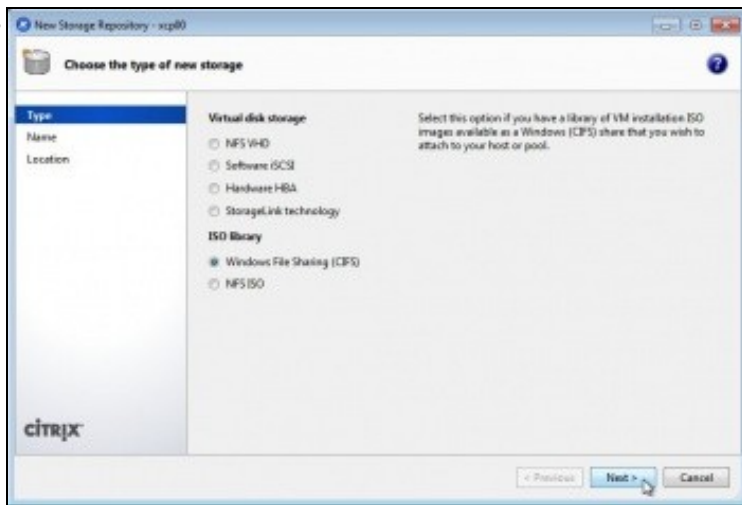 New Storage Repository - xcp80
Choose the type of new storage
?
Type
Name
Location
Virtual disk storage
NFS VHD
Software iSCSI
Hardware HBA
StorageLink technology
ISO library
Windows File Sharing (CIFS)
NFS ISO
Select this option if you have a library of VM installation ISO
images available as a Windows (CIFS) share that you wish to
attach to your host or pool.
CITRIX
< Previous
Next >
Cancel